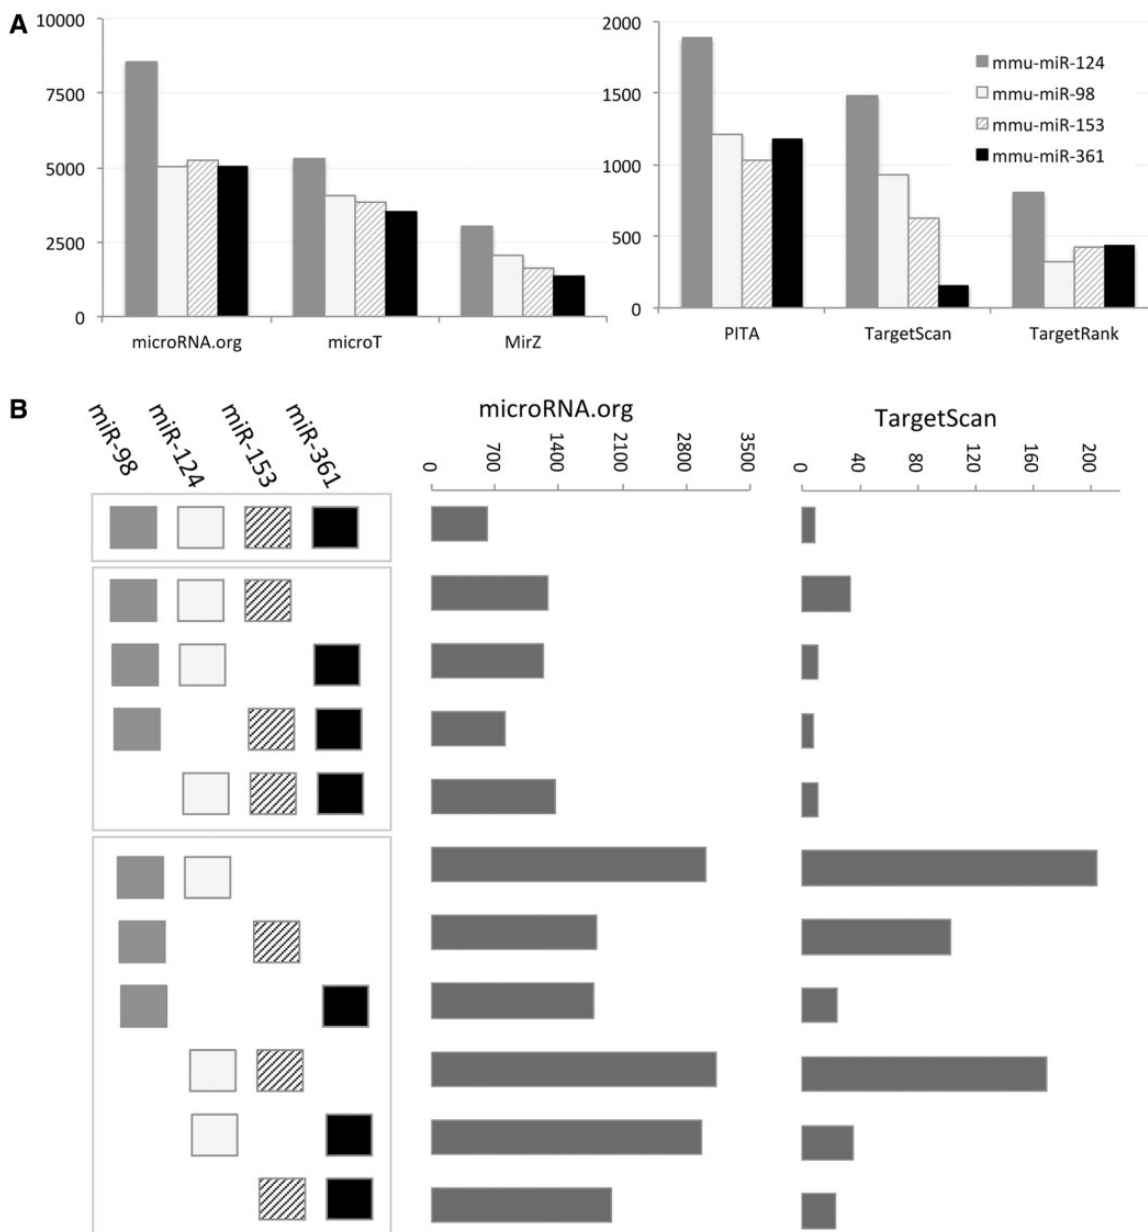 A
10000
7500
5000
2500
0
microRNA.org microT MirZ
2000
1500
1000
500
0
PITA TargetScan TargetRank
mmu-miR-124
mmu-miR-98
mmu-miR-153
mmu-miR-361
B
miR-98 miR-124 miR-153 miR-361
microRNA.org
0 700 1400 2100 2800 3500
TargetScan
0 40 80 120 160 200